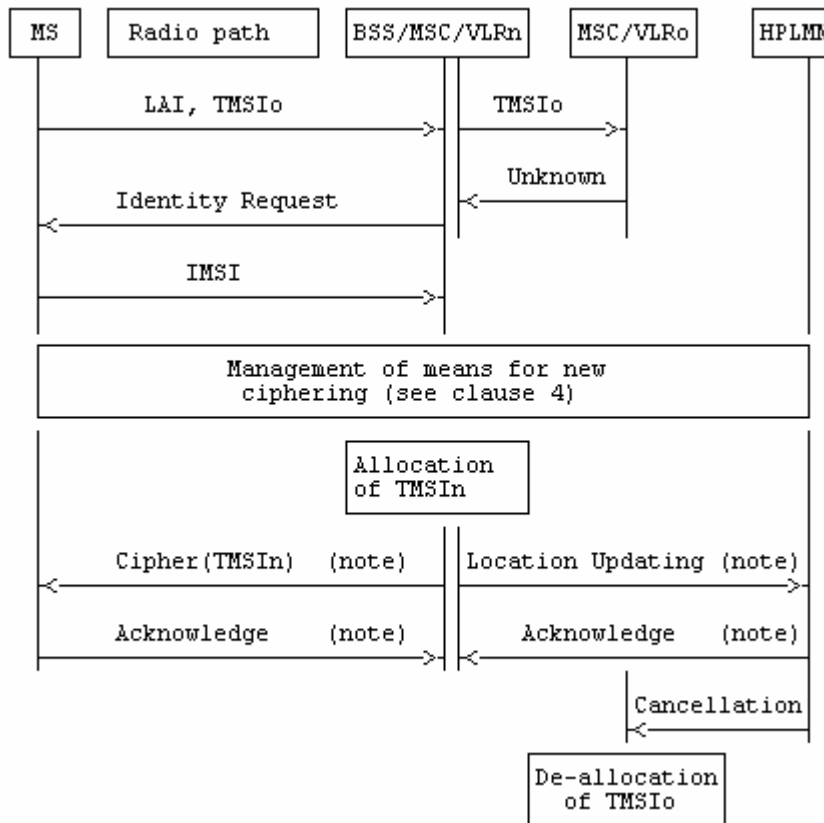 MS Radio path BSS/MSC/VLRn MSC/VLRo HPLMN
LAI, TMSIo TMSIo
Unknown
Identity Request
IMSI
Management of means for new
ciphering (see clause 4)
Allocation
of TMSIn
Cipher(TMSIn) (note) Location Updating (note)
Acknowledge (note) Acknowledge (note)
Cancellation
De-allocation
of TMSIo